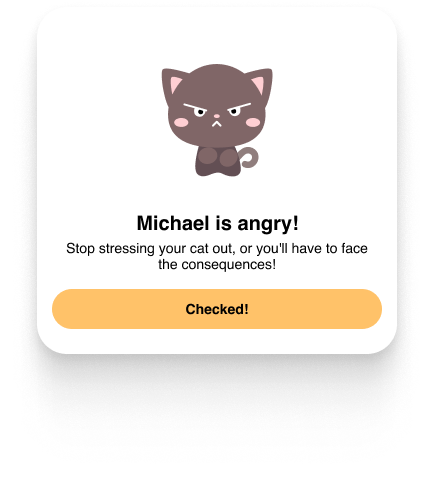 Michael is angry!
Stop stressing your cat out, or you'll have to face
the consequences!
Checked!